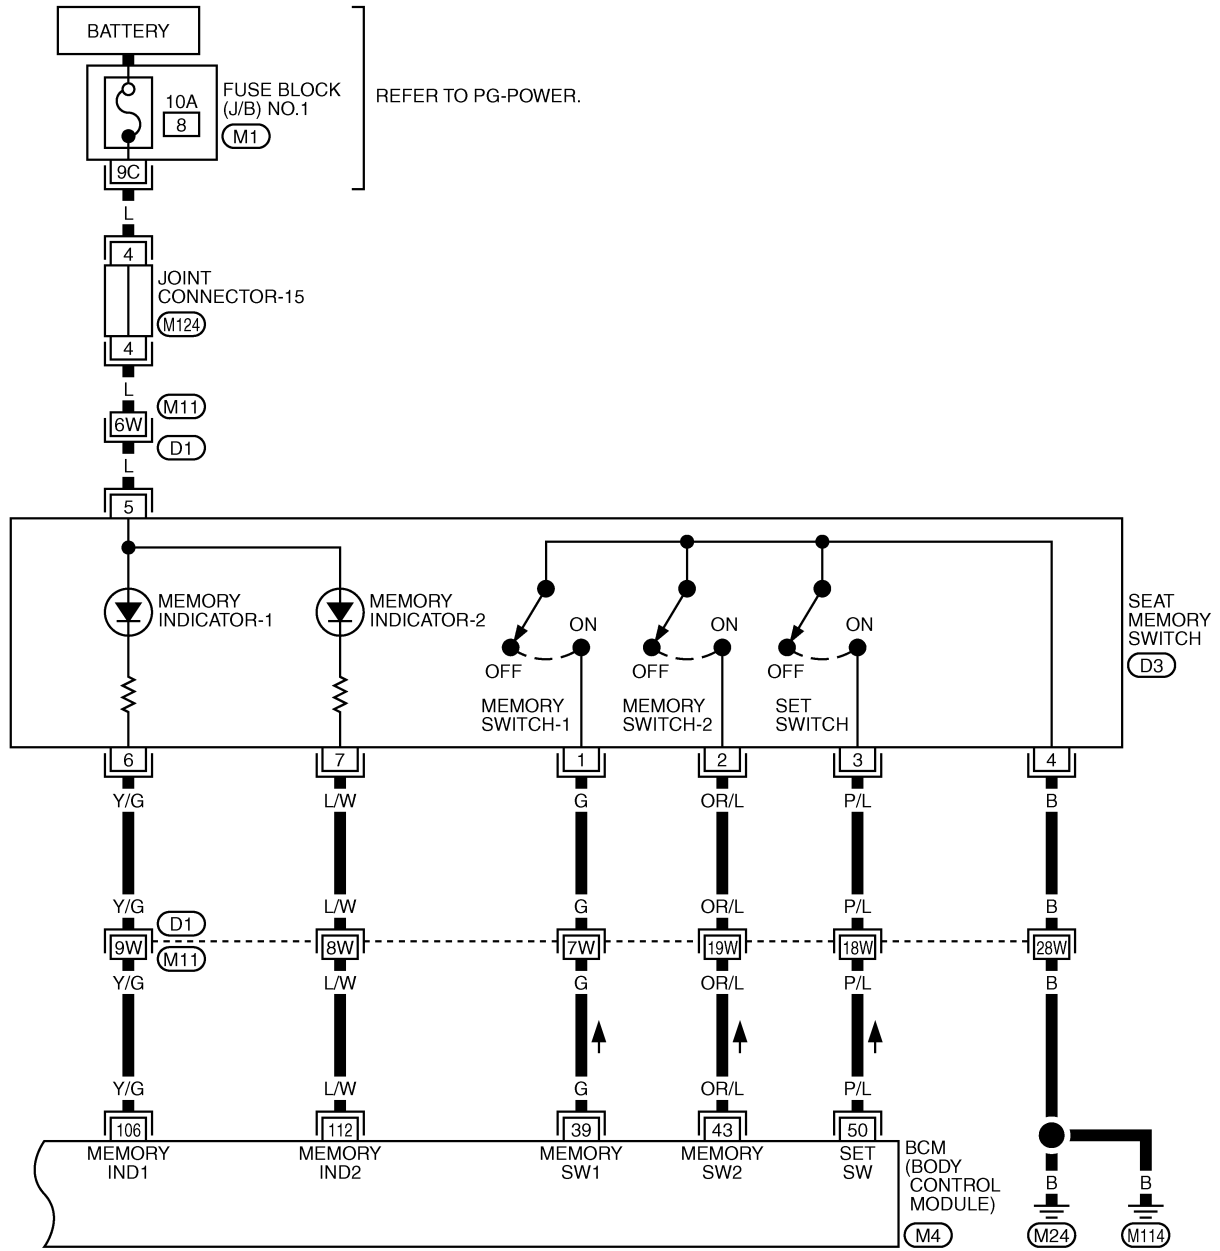 BATTERY
10A
8
FUSE BLOCK
(J/B) NO.1
M1
REFER TO PG-POWER.
9C
L
4
JOINT
CONNECTOR-15
M124
4
L
M11
6W
D1
L
5
MEMORY
INDICATOR-1
MEMORY
INDICATOR-2
OFF
ON
MEMORY
SWITCH-1
OFF
ON
MEMORY
SWITCH-2
OFF
ON
SET
SWITCH
SEAT
MEMORY
SWITCH
D3
6 7 1 2 3 4
Y/G L/W G OR/L P/L B
Y/G L/W G OR/L P/L B
D1
9W 8W 7W 19W 18W 28W
M11
Y/G L/W G OR/L P/L B
Y/G L/W G OR/L P/L
106 112 39 43 50
MEMORY
IND1
MEMORY
IND2
MEMORY
SW1
MEMORY
SW2
SET
SW
BCM
(BODY
CONTROL
MODULE)
M4
B B
M24 M114